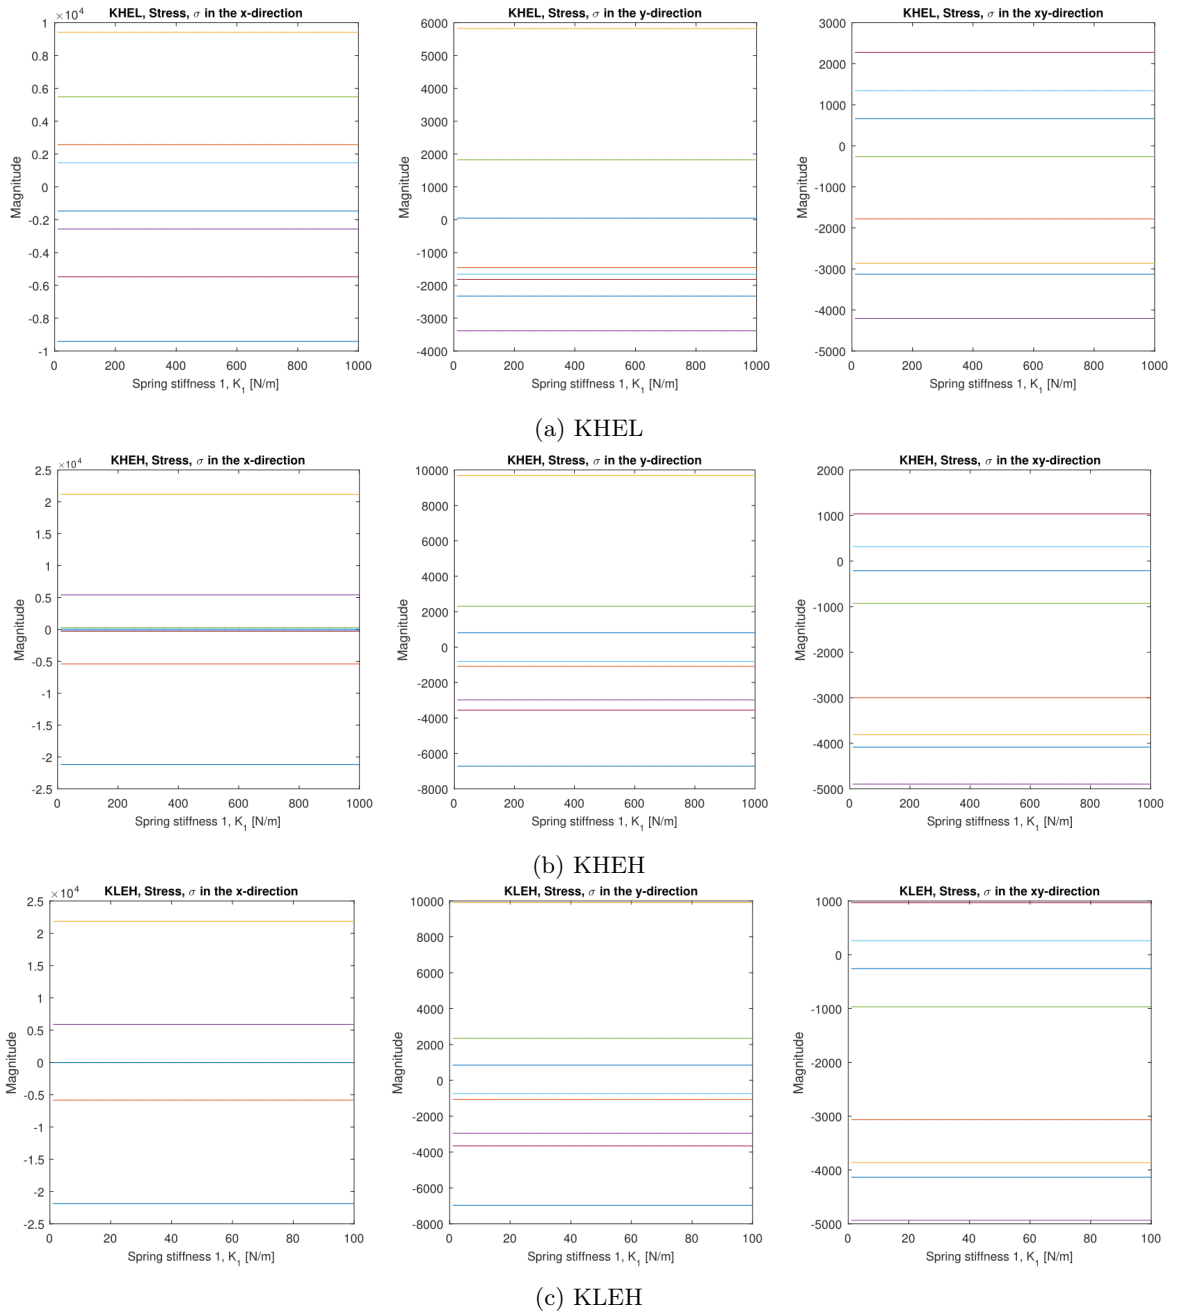 KHEL, Stress, σ in the x-direction
×10⁴
1
0.8
0.6
0.4
0.2
0
-0.2
-0.4
-0.6
-0.8
-1
Magnitude
0 200 400 600 800 1000
Spring stiffness 1, K₁ [N/m]
KHEL, Stress, σ in the y-direction
6000
5000
4000
3000
2000
1000
0
-1000
-2000
-3000
-4000
Magnitude
0 200 400 600 800 1000
Spring stiffness 1, K₁ [N/m]
KHEL, Stress, σ in the xy-direction
3000
2000
1000
0
-1000
-2000
-3000
-4000
-5000
Magnitude
0 200 400 600 800 1000
Spring stiffness 1, K₁ [N/m]
(a) KHEL
KHEH, Stress, σ in the x-direction
×10⁴
2.5
2
1.5
1
0.5
0
-0.5
-1
-1.5
-2
-2.5
Magnitude
0 200 400 600 800 1000
Spring stiffness 1, K₁ [N/m]
KHEH, Stress, σ in the y-direction
10000
8000
6000
4000
2000
0
-2000
-4000
-6000
-8000
Magnitude
0 200 400 600 800 1000
Spring stiffness 1, K₁ [N/m]
KHEH, Stress, σ in the xy-direction
2000
1000
0
-1000
-2000
-3000
-4000
-5000
Magnitude
0 200 400 600 800 1000
Spring stiffness 1, K₁ [N/m]
(b) KHEH
KLEH, Stress, σ in the x-direction
×10⁴
2.5
2
1.5
1
0.5
0
-0.5
-1
-1.5
-2
-2.5
Magnitude
0 20 40 60 80 100
Spring stiffness 1, K₁ [N/m]
KLEH, Stress, σ in the y-direction
10000
8000
6000
4000
2000
0
-2000
-4000
-6000
-8000
Magnitude
0 20 40 60 80 100
Spring stiffness 1, K₁ [N/m]
KLEH, Stress, σ in the xy-direction
1000
0
-1000
-2000
-3000
-4000
-5000
Magnitude
0 20 40 60 80 100
Spring stiffness 1, K₁ [N/m]
(c) KLEH